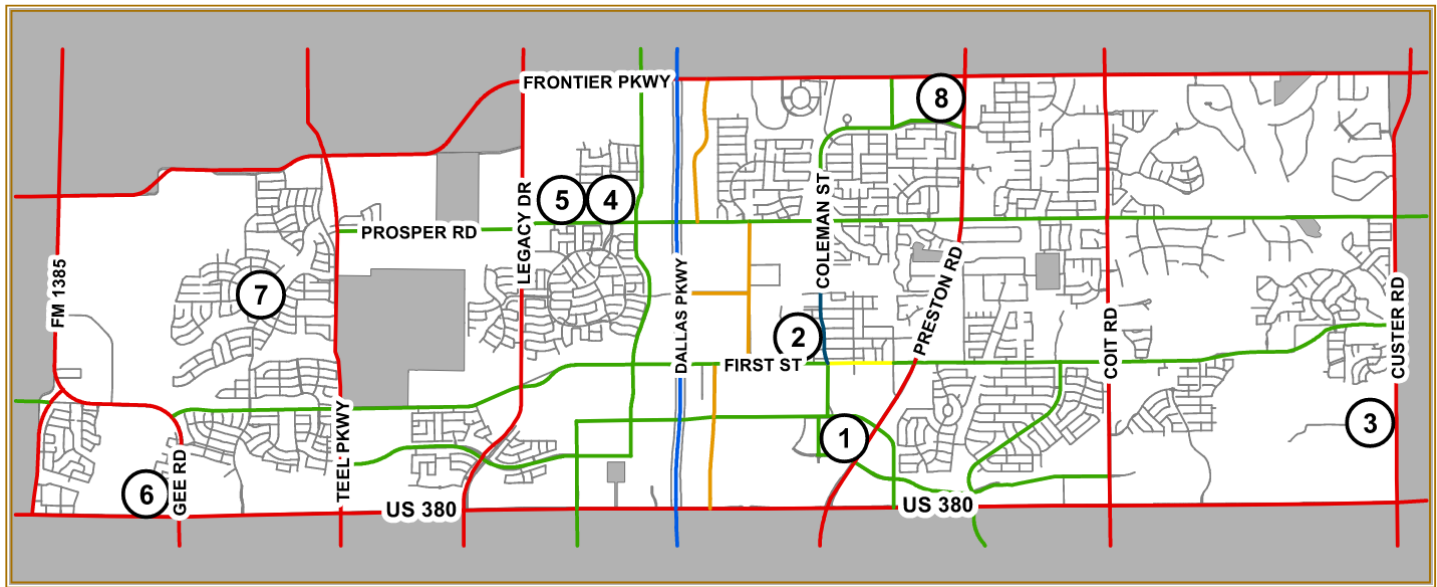 FRONTIER PKWY
8
LEGACY DR
5
4
COLEMAN ST
PROSPER RD
FM 1385
7
DALLAS PKWY
PRESTON RD
CUSTER RD
2
FIRST ST
COIT RD
TEEL PKWY
1
3
GEE RD
6
US 380
US 380